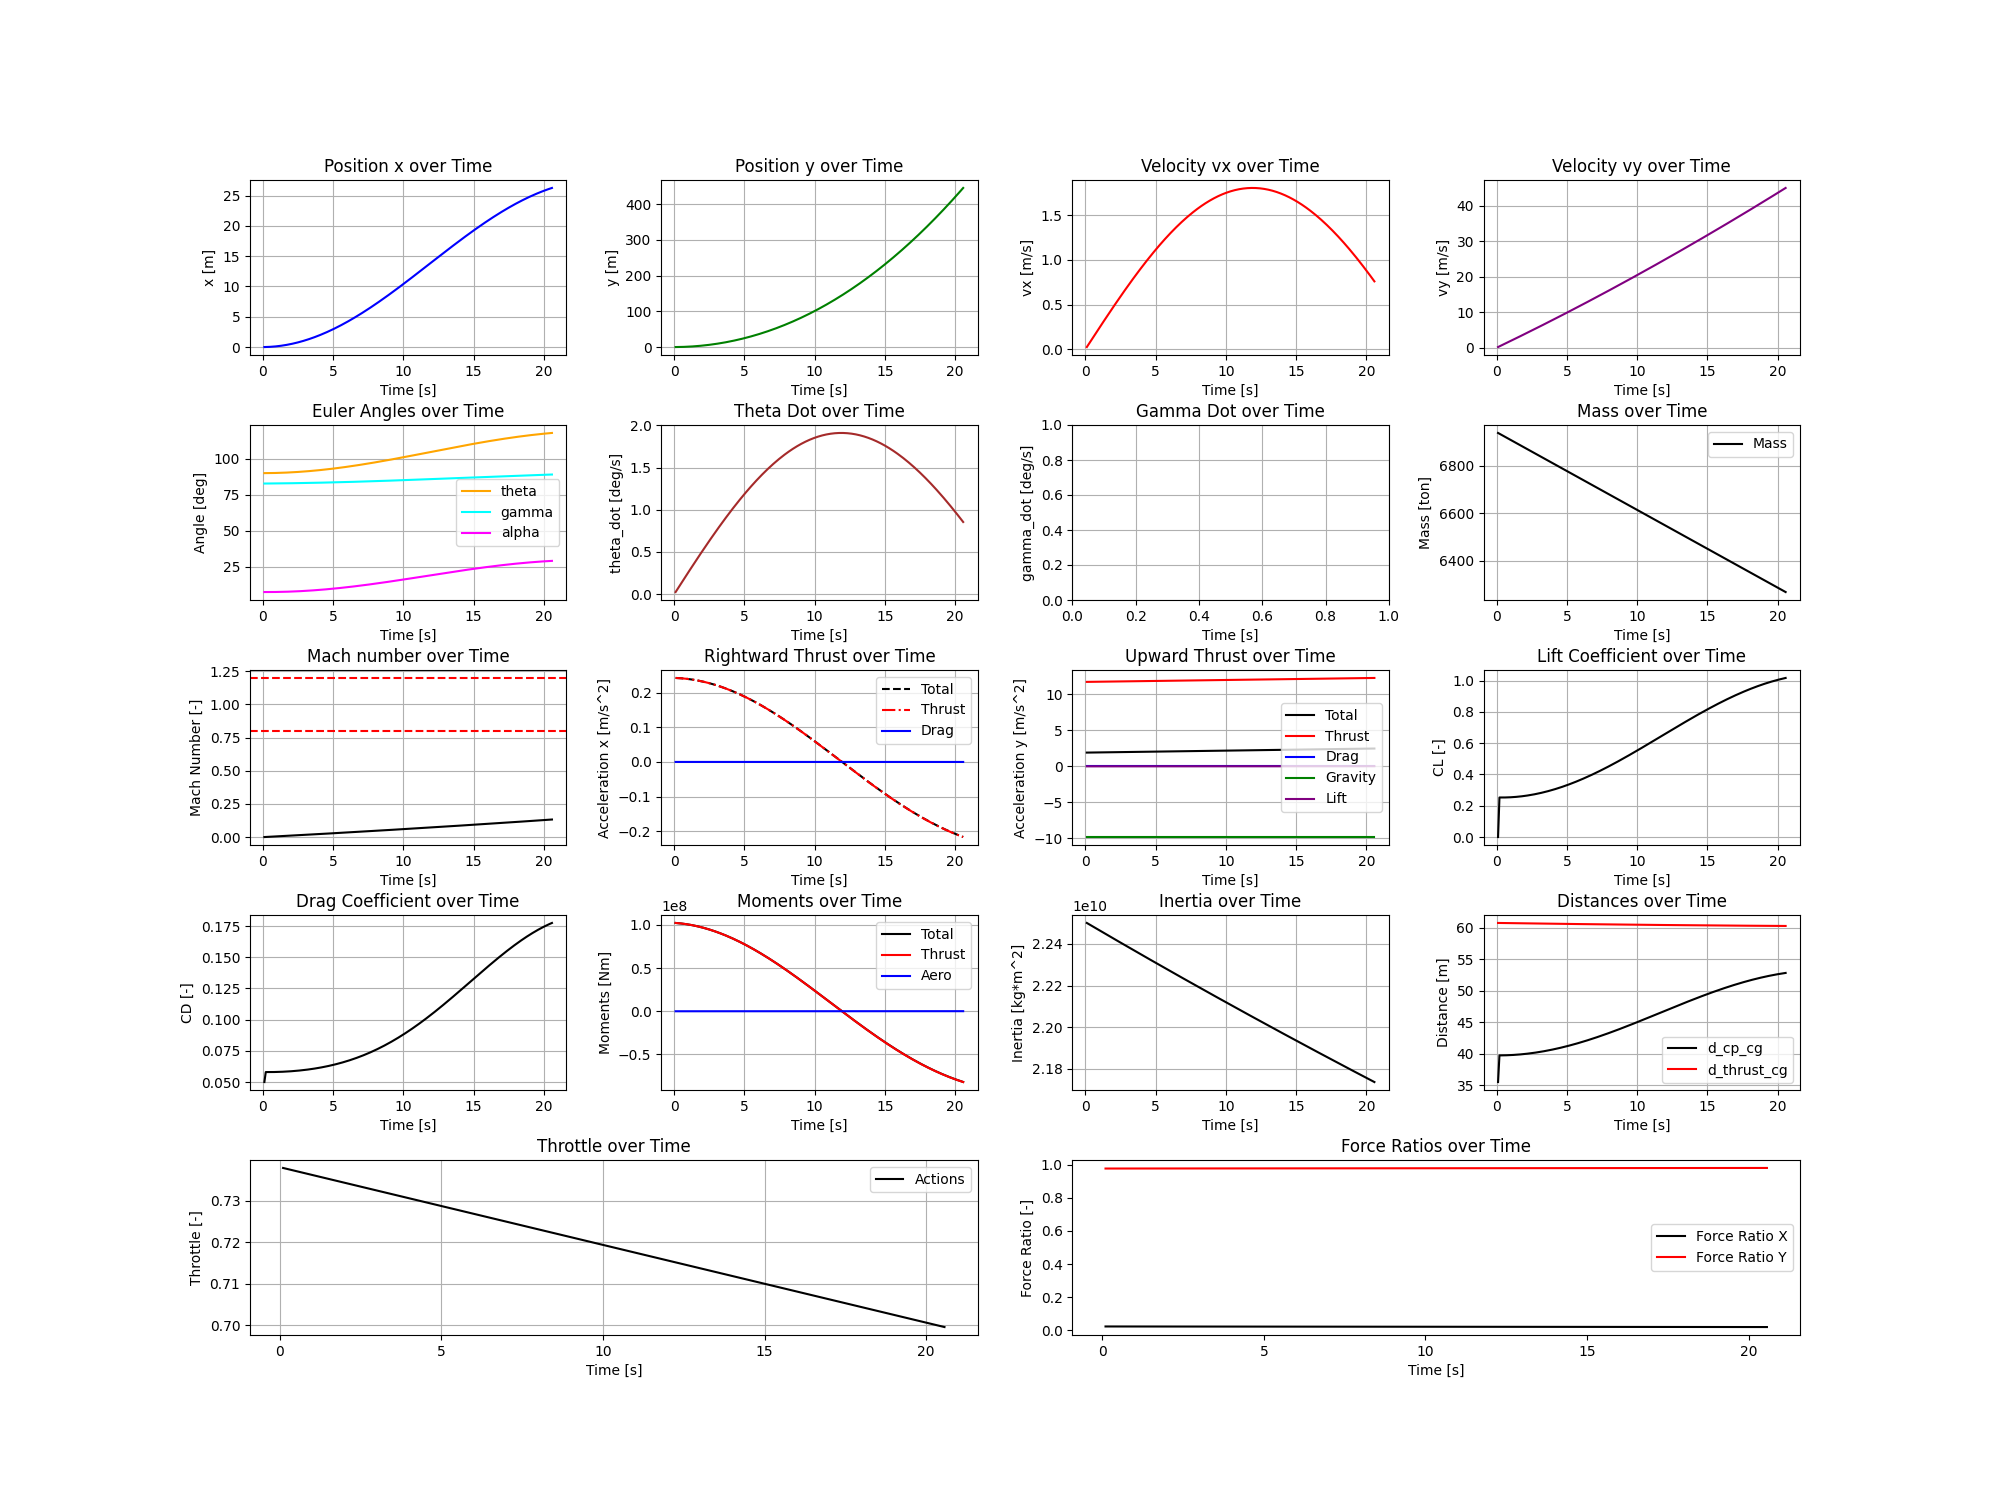 Position x over Time
x [m]
25
20
15
10
5
0
0 5 10 15 20
Time [s]
Position y over Time
y [m]
400
300
200
100
0
0 5 10 15 20
Time [s]
Velocity vx over Time
vx [m/s]
1.5
1.0
0.5
0.0
0 5 10 15 20
Time [s]
Velocity vy over Time
vy [m/s]
40
30
20
10
0
0 5 10 15 20
Time [s]
Euler Angles over Time
Angle [deg]
100
75
50
25
theta
gamma
alpha
0 5 10 15 20
Time [s]
Theta Dot over Time
theta_dot [deg/s]
2.0
1.5
1.0
0.5
0.0
0 5 10 15 20
Time [s]
Gamma Dot over Time
gamma_dot [deg/s]
1.0
0.8
0.6
0.4
0.2
0.0
0.0 0.2 0.4 0.6 0.8 1.0
Time [s]
Mass over Time
Mass [ton]
6800
6600
6400
Mass
0 5 10 15 20
Time [s]
Mach number over Time
Mach Number [-]
1.25
1.00
0.75
0.50
0.25
0.00
0 5 10 15 20
Time [s]
Rightward Thrust over Time
Acceleration x [m/s^2]
0.2
0.1
0.0
−0.1
−0.2
Total
Thrust
Drag
0 5 10 15 20
Time [s]
Upward Thrust over Time
Acceleration y [m/s^2]
10
5
0
−5
−10
Total
Thrust
Drag
Gravity
Lift
0 5 10 15 20
Time [s]
Lift Coefficient over Time
CL [-]
1.0
0.8
0.6
0.4
0.2
0.0
0 5 10 15 20
Time [s]
Drag Coefficient over Time
CD [-]
0.175
0.150
0.125
0.100
0.075
0.050
0 5 10 15 20
Time [s]
Moments over Time
1e8
Moments [Nm]
1.0
0.5
0.0
−0.5
Total
Thrust
Aero
0 5 10 15 20
Time [s]
Inertia over Time
1e10
Inertia [kg*m^2]
2.24
2.22
2.20
2.18
0 5 10 15 20
Time [s]
Distances over Time
Distance [m]
60
55
50
45
40
35
d_cp_cg
d_thrust_cg
0 5 10 15 20
Time [s]
Throttle over Time
Throttle [-]
0.73
0.72
0.71
0.70
Actions
0 5 10 15 20
Time [s]
Force Ratios over Time
Force Ratio [-]
1.0
0.8
0.6
0.4
0.2
0.0
Force Ratio X
Force Ratio Y
0 5 10 15 20
Time [s]